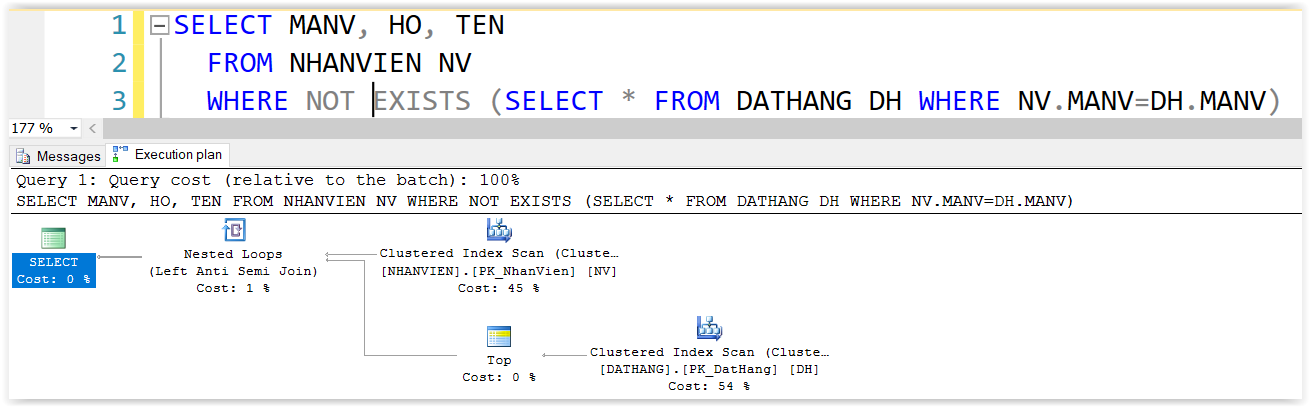 1 SELECT MANV, HO, TEN
2 FROM NHANVIEN NV
3 WHERE NOT EXISTS (SELECT * FROM DATHANG DH WHERE NV.MANV=DH.MANV)
177 %
Messages Execution plan
Query 1: Query cost (relative to the batch): 100%
SELECT MANV, HO, TEN FROM NHANVIEN NV WHERE NOT EXISTS (SELECT * FROM DATHANG DH WHERE NV.MANV=DH.MANV)
SELECT
Cost: 0 %
Nested Loops
(Left Anti Semi Join)
Cost: 1 %
Clustered Index Scan (Cluste…
[NHANVIEN].[PK_NhanVien] [NV]
Cost: 45 %
Top
Cost: 0 %
Clustered Index Scan (Cluste…
[DATHANG].[PK_DatHang] [DH]
Cost: 54 %